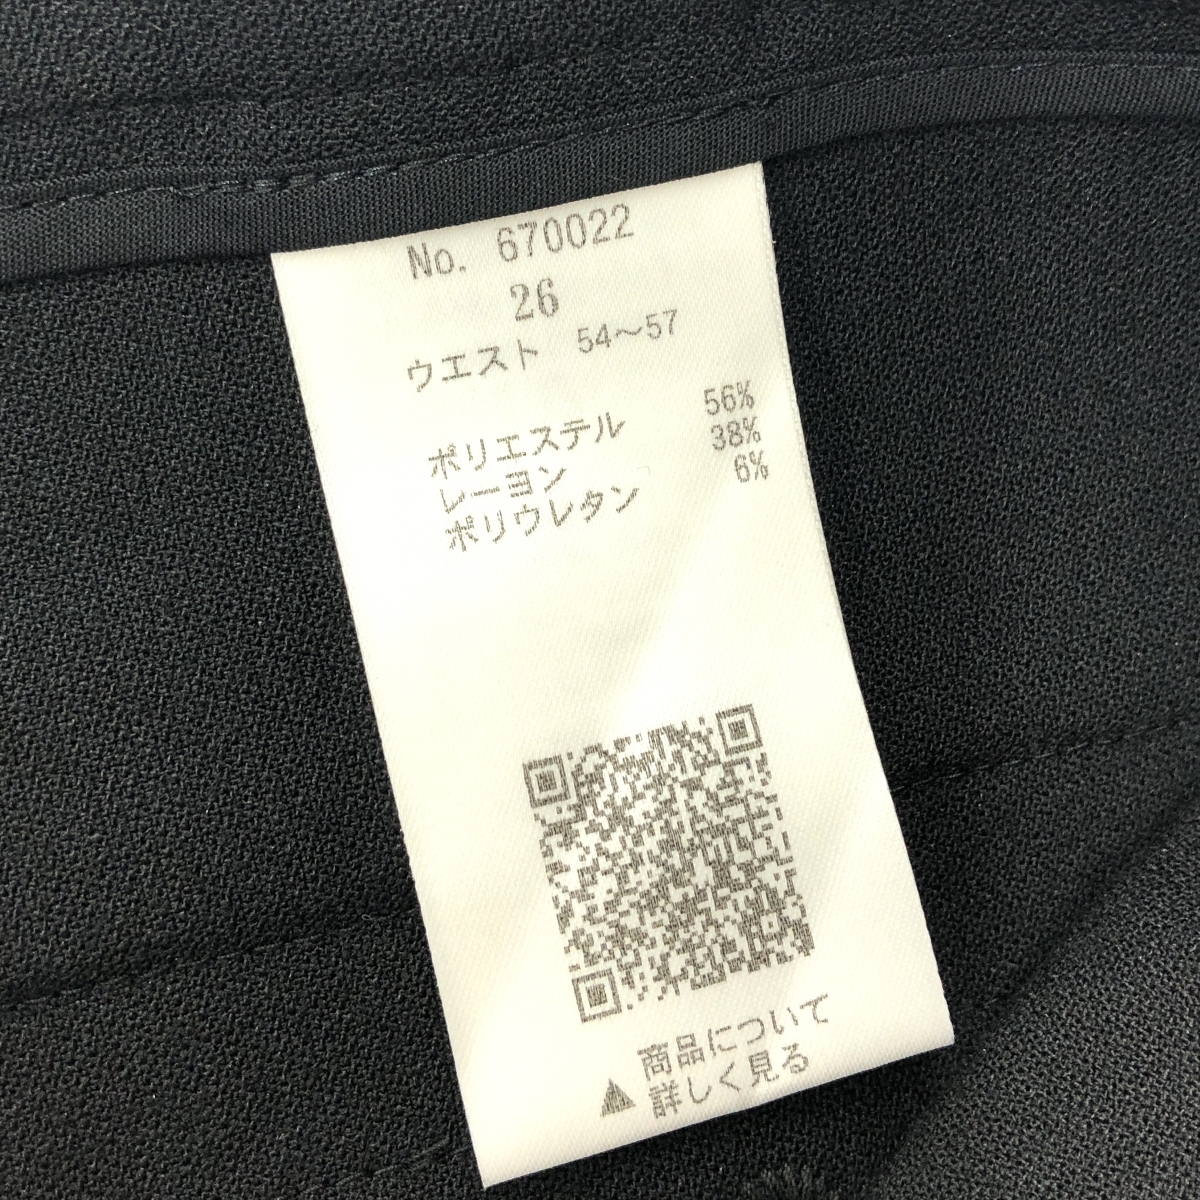 No. 670022
26
ウエスト 54～57
ポリエステル 56%
レーヨン 38%
ポリウレタン 6%
商品について
▲ 詳しく見る